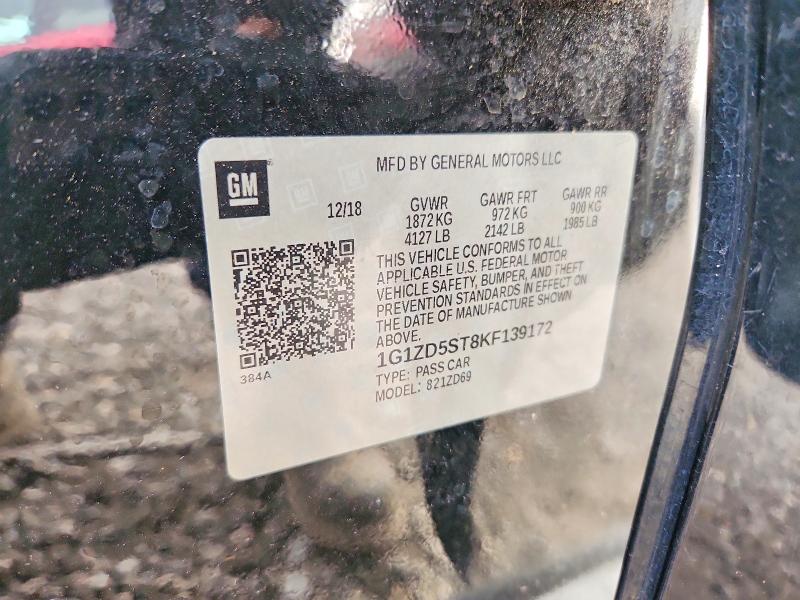 GM
MFD BY GENERAL MOTORS LLC
12/18
GVWR
1872 KG
4127 LB
GAWR FRT
972 KG
2142 LB
GAWR RR
900 KG
1985 LB
THIS VEHICLE CONFORMS TO ALL
APPLICABLE U.S. FEDERAL MOTOR
VEHICLE SAFETY, BUMPER, AND THEFT
PREVENTION STANDARDS IN EFFECT ON
THE DATE OF MANUFACTURE SHOWN
ABOVE.
1G1ZD5ST8KF139172
TYPE: PASS CAR
MODEL: 821ZD69
384A